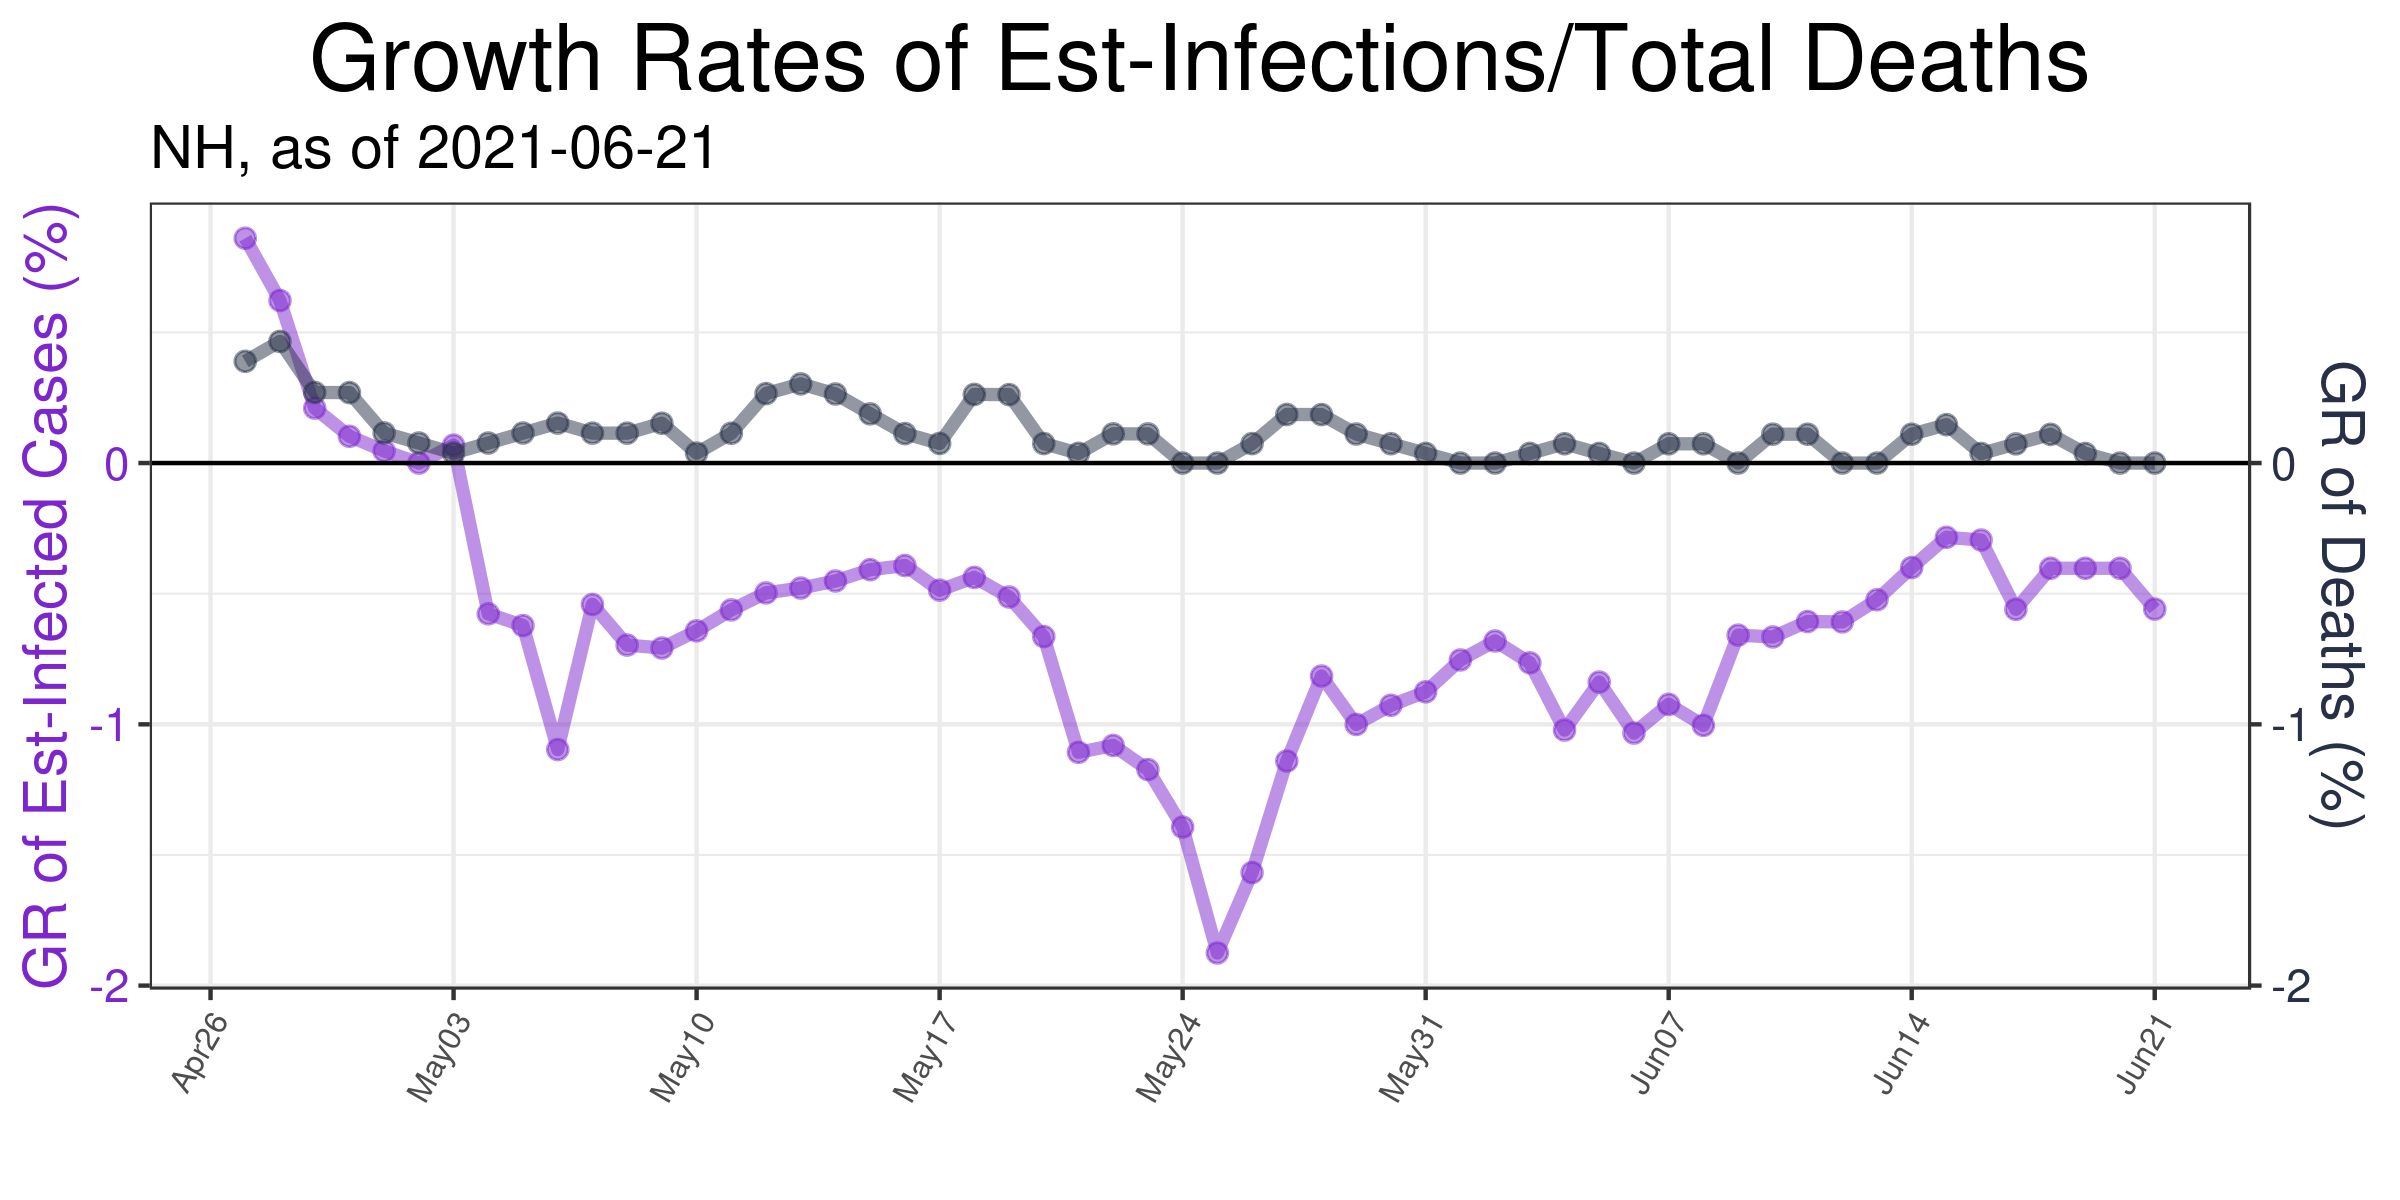 Growth Rates of Est-Infections/Total Deaths
NH, as of 2021-06-21
GR of Est-Infected Cases (%)
0
-1
-2
GR of Deaths (%)
0
-1
-2
Apr26
May03
May10
May17
May24
May31
Jun07
Jun14
Jun21